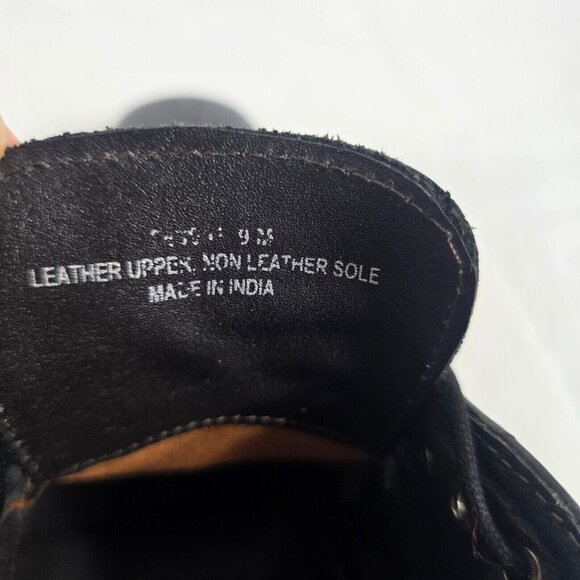 9 M
LEATHER UPPER. NON LEATHER SOLE
MADE IN INDIA